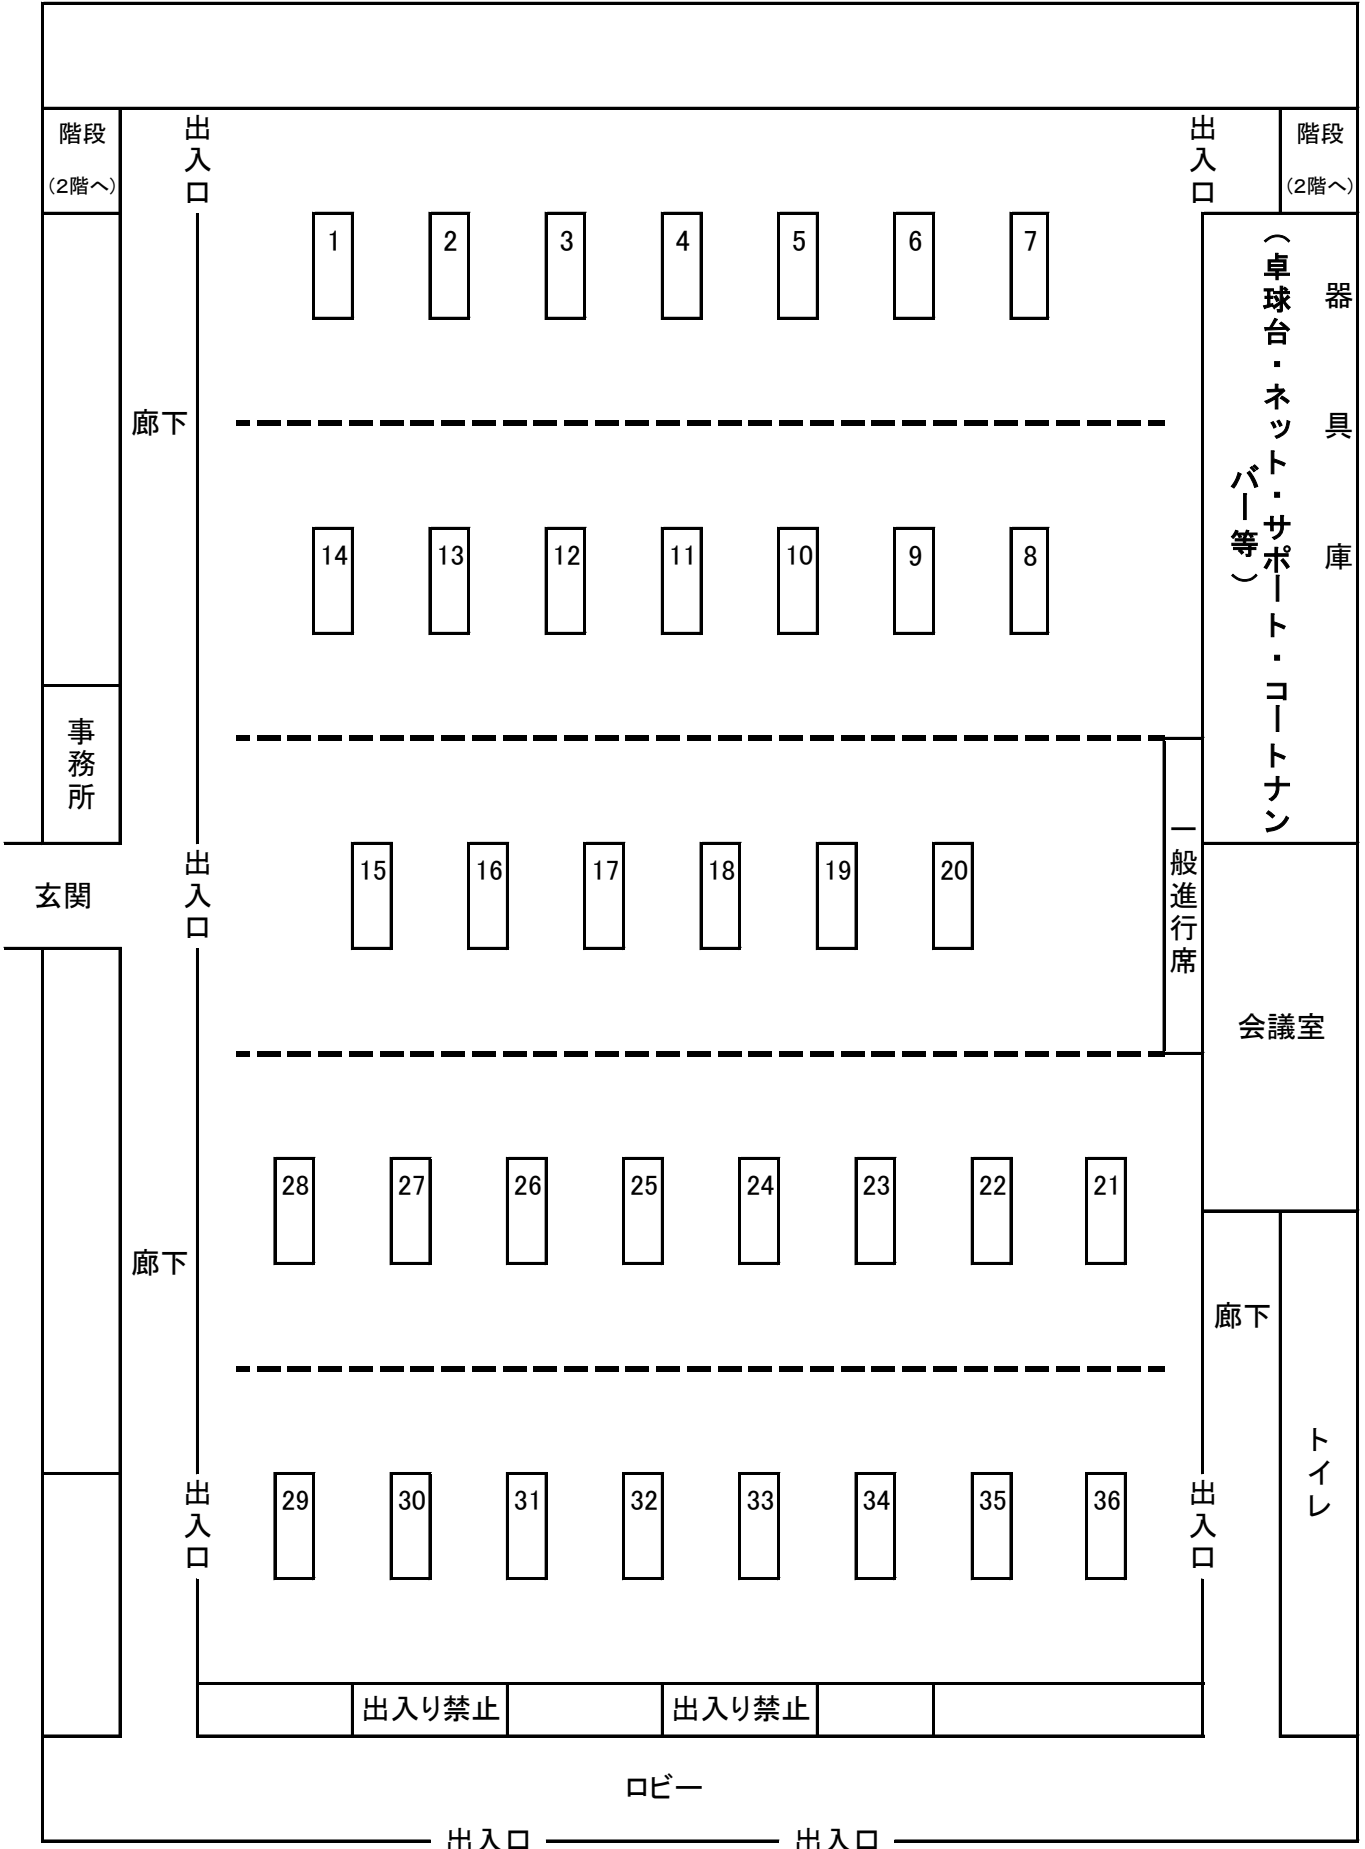 階段
(2階へ)
出入口
出入口
階段
(2階へ)
1 2 3 4 5 6 7
器具庫
(卓球台・ネット・サポート・コートナンバー等)
廊下
14 13 12 11 10 9 8
事務所
玄関
出入口
15 16 17 18 19 20
一般進行席
会議室
28 27 26 25 24 23 22 21
廊下
廊下
29 30 31 32 33 34 35 36
出入口
出入口
トイレ
出入り禁止 出入り禁止
ロビー
出入口 出入口